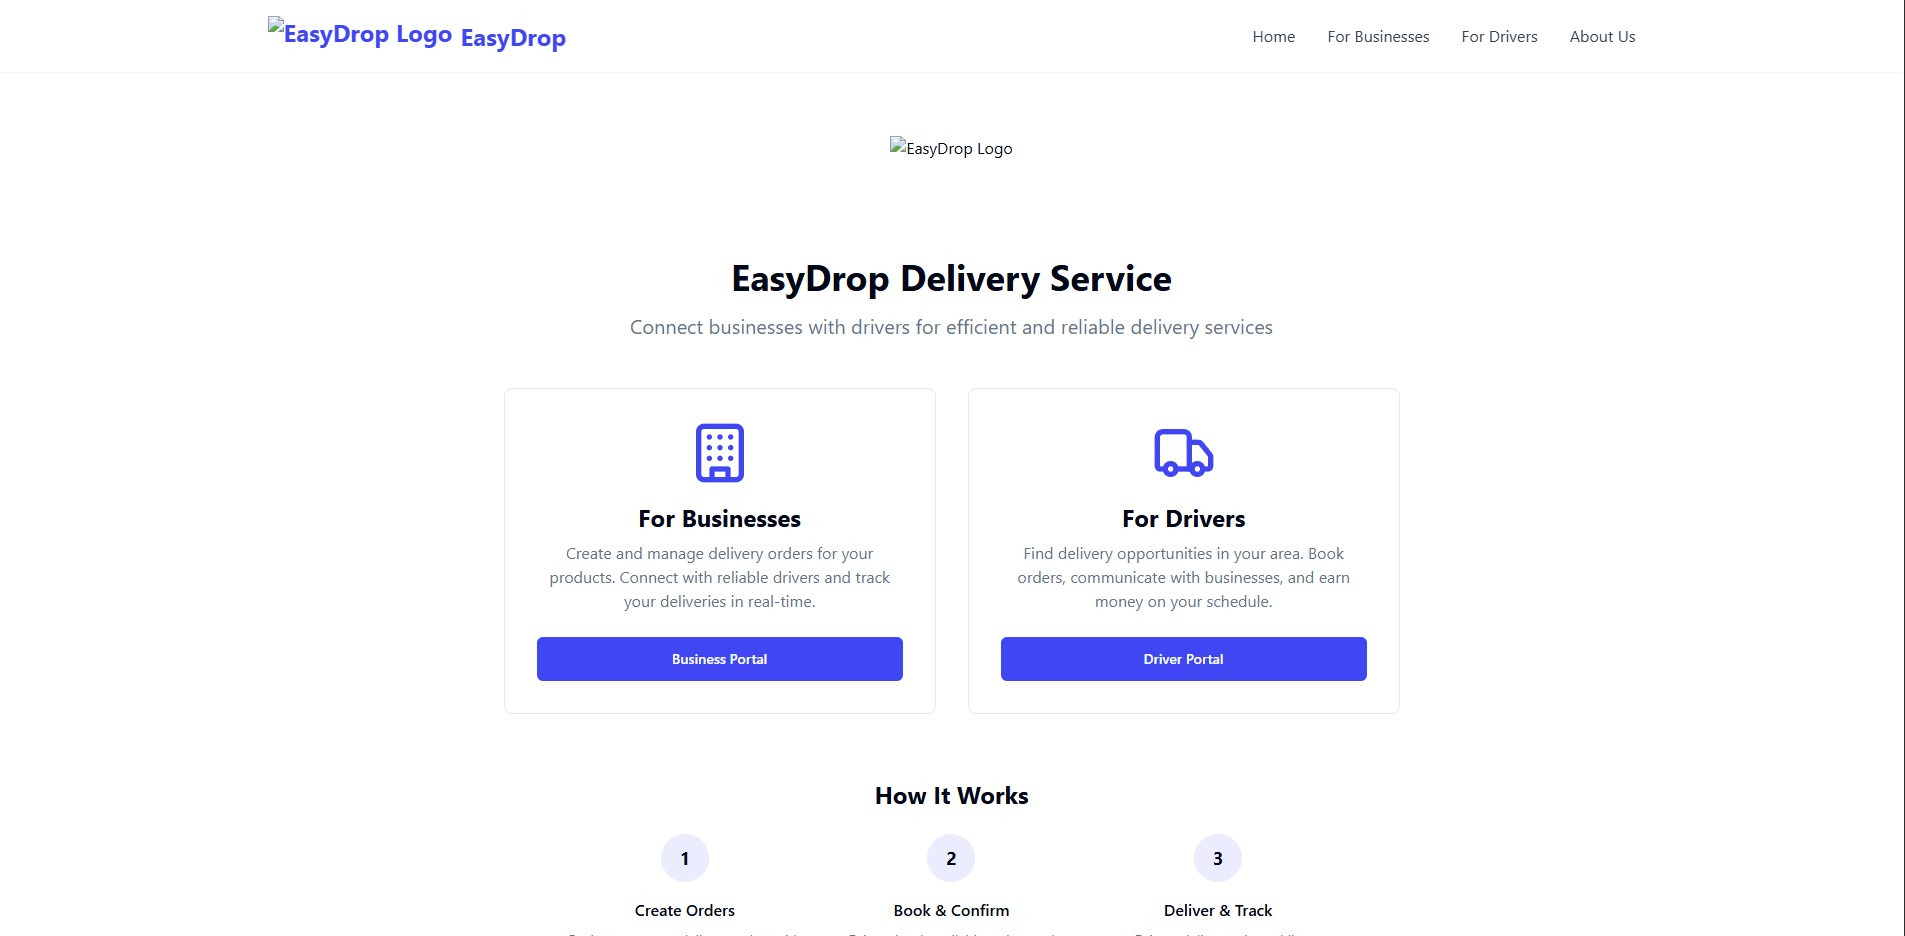 EasyDrop Logo EasyDrop
Home For Businesses For Drivers About Us
EasyDrop Logo
EasyDrop Delivery Service
Connect businesses with drivers for efficient and reliable delivery services
For Businesses
Create and manage delivery orders for your
products. Connect with reliable drivers and track
your deliveries in real-time.
Business Portal
For Drivers
Find delivery opportunities in your area. Book
orders, communicate with businesses, and earn
money on your schedule.
Driver Portal
How It Works
1
Create Orders
2
Book & Confirm
3
Deliver & Track